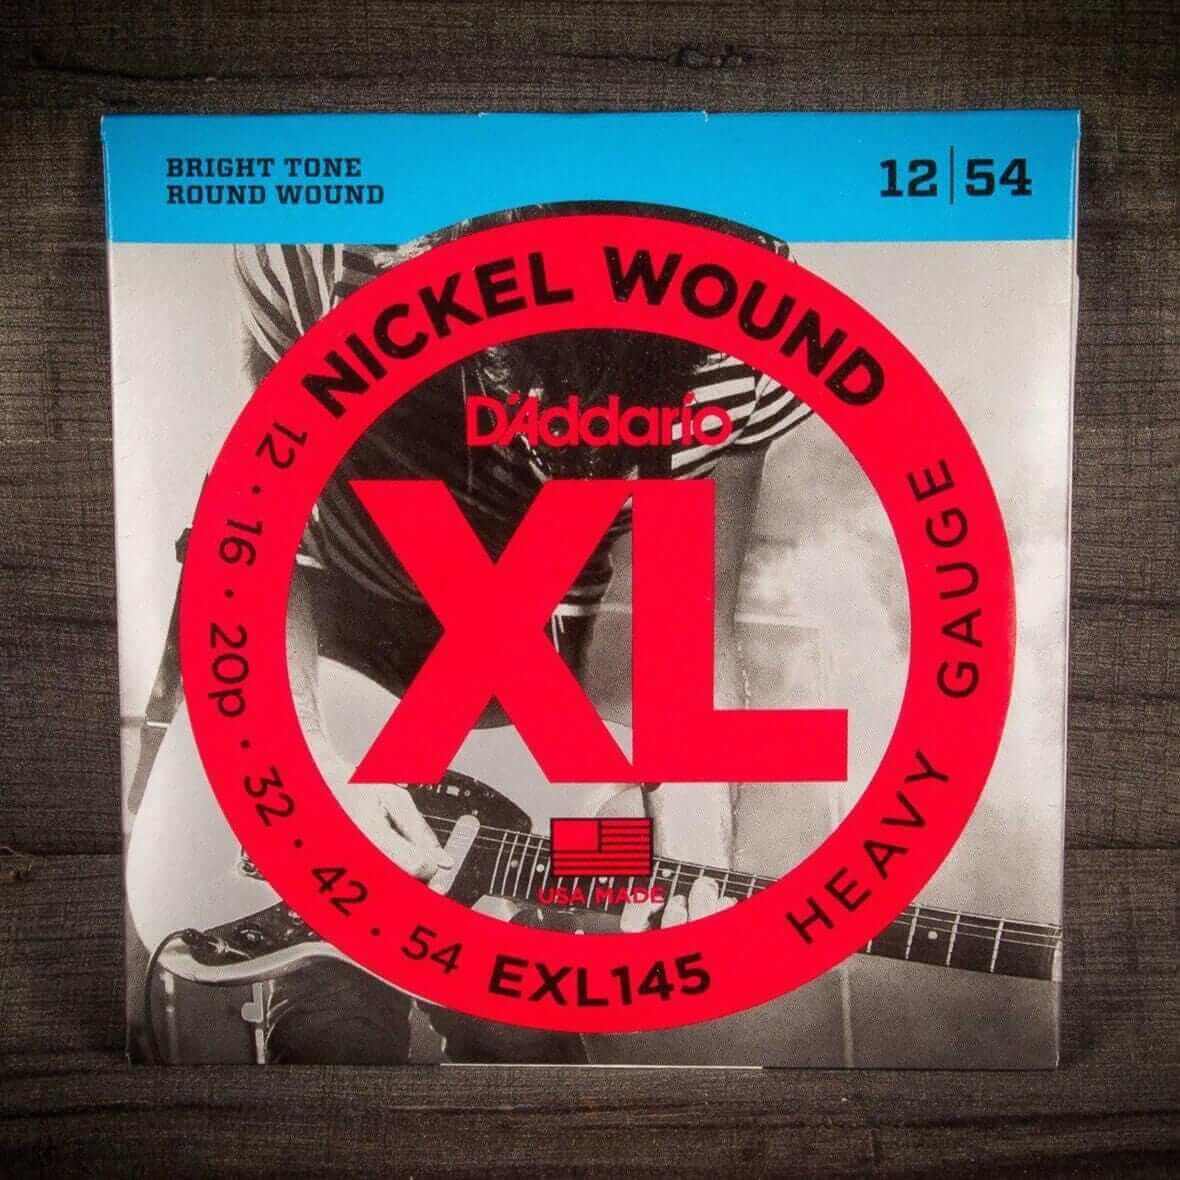 BRIGHT TONE
ROUND WOUND
12|54
NICKEL WOUND
D'Addario
XL
USA MADE
12 · 16 · 20p · 32 · 42 · 54
EXL145
HEAVY GAUGE